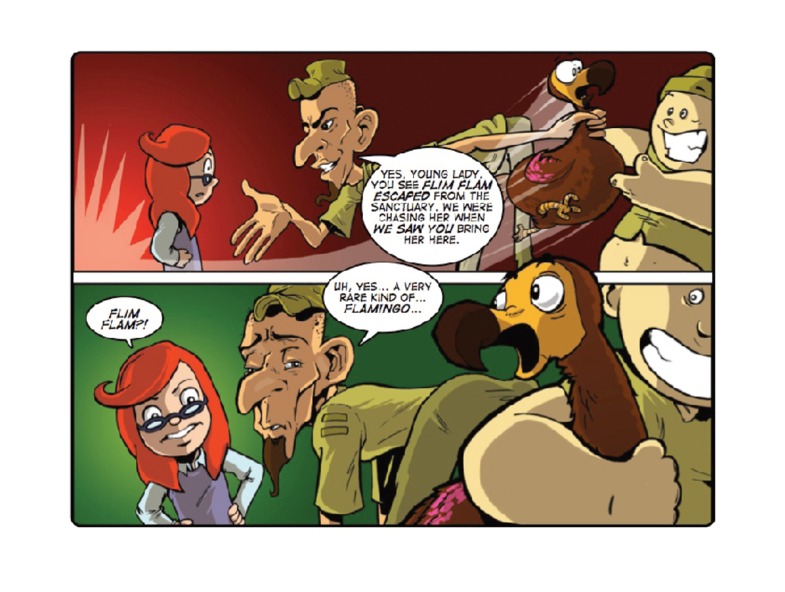 YES, YOUNG LADY,
YOU SEE FLIM FLAM
ESCAPED FROM THE
SANCTUARY. WE WERE
CHASING HER WHEN
WE SAW YOU BRING
HER HERE.
FLIM
FLAM?!
UH, YES... A VERY
RARE KIND OF...
FLAMINGO...